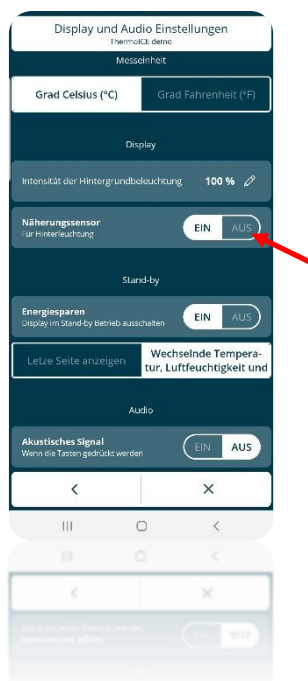 Display und Audio Einstellungen
ThermoICE demo
Messeinheit
Grad Celsius (°C)
Grad Fahrenheit (°F)
Display
Intensität der Hintergrundbeleuchtung 100 %
Näherungssensor
Für Hinterleuchtung
EIN AUS
Stand-by
Energiesparen
Display im Stand-by Betrieb ausschalten
EIN AUS
Letze Seite anzeigen
Wechselnde Tempera-
tur, Luftfeuchtigkeit und
Audio
Akustisches Signal
Wenn die Tasten gedrückt werden
EIN AUS